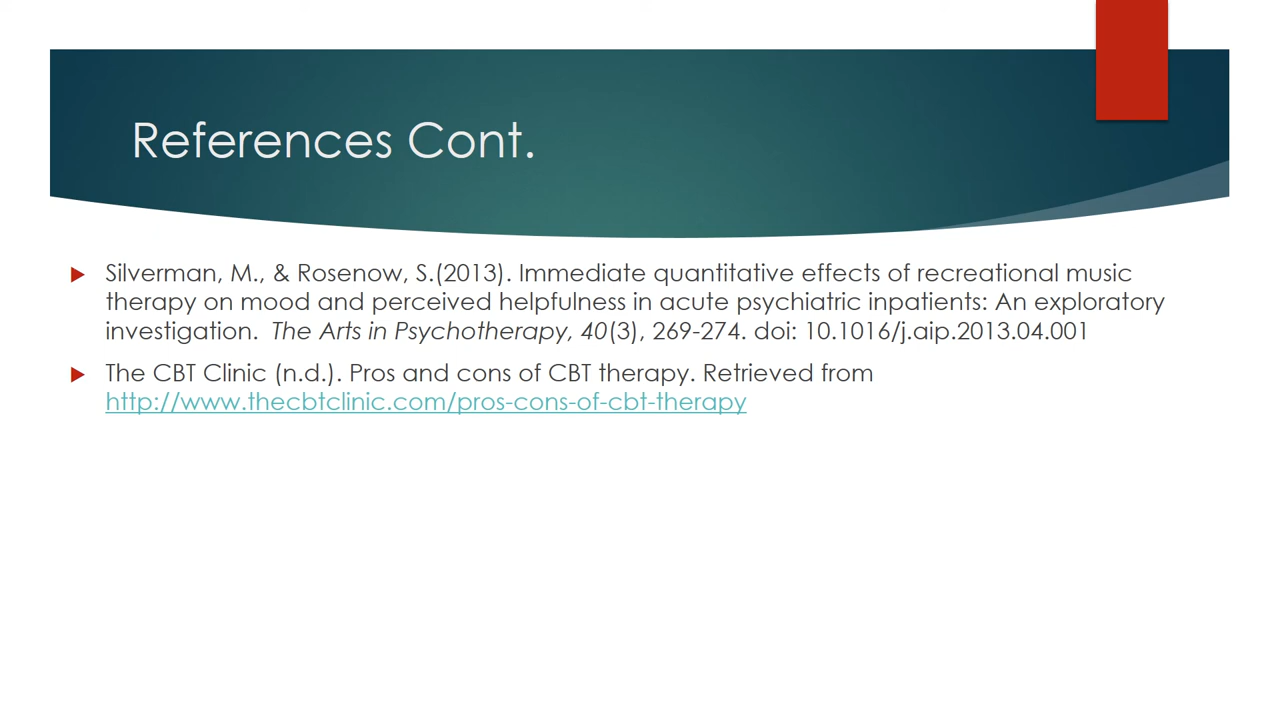 References Cont.
Silverman, M., & Rosenow, S.(2013). Immediate quantitative effects of recreational music
therapy on mood and perceived helpfulness in acute psychiatric inpatients: An exploratory
investigation.  The Arts in Psychotherapy, 40(3), 269-274. doi: 10.1016/j.aip.2013.04.001
The CBT Clinic (n.d.). Pros and cons of CBT therapy. Retrieved from
http://www.thecbtclinic.com/pros-cons-of-cbt-therapy